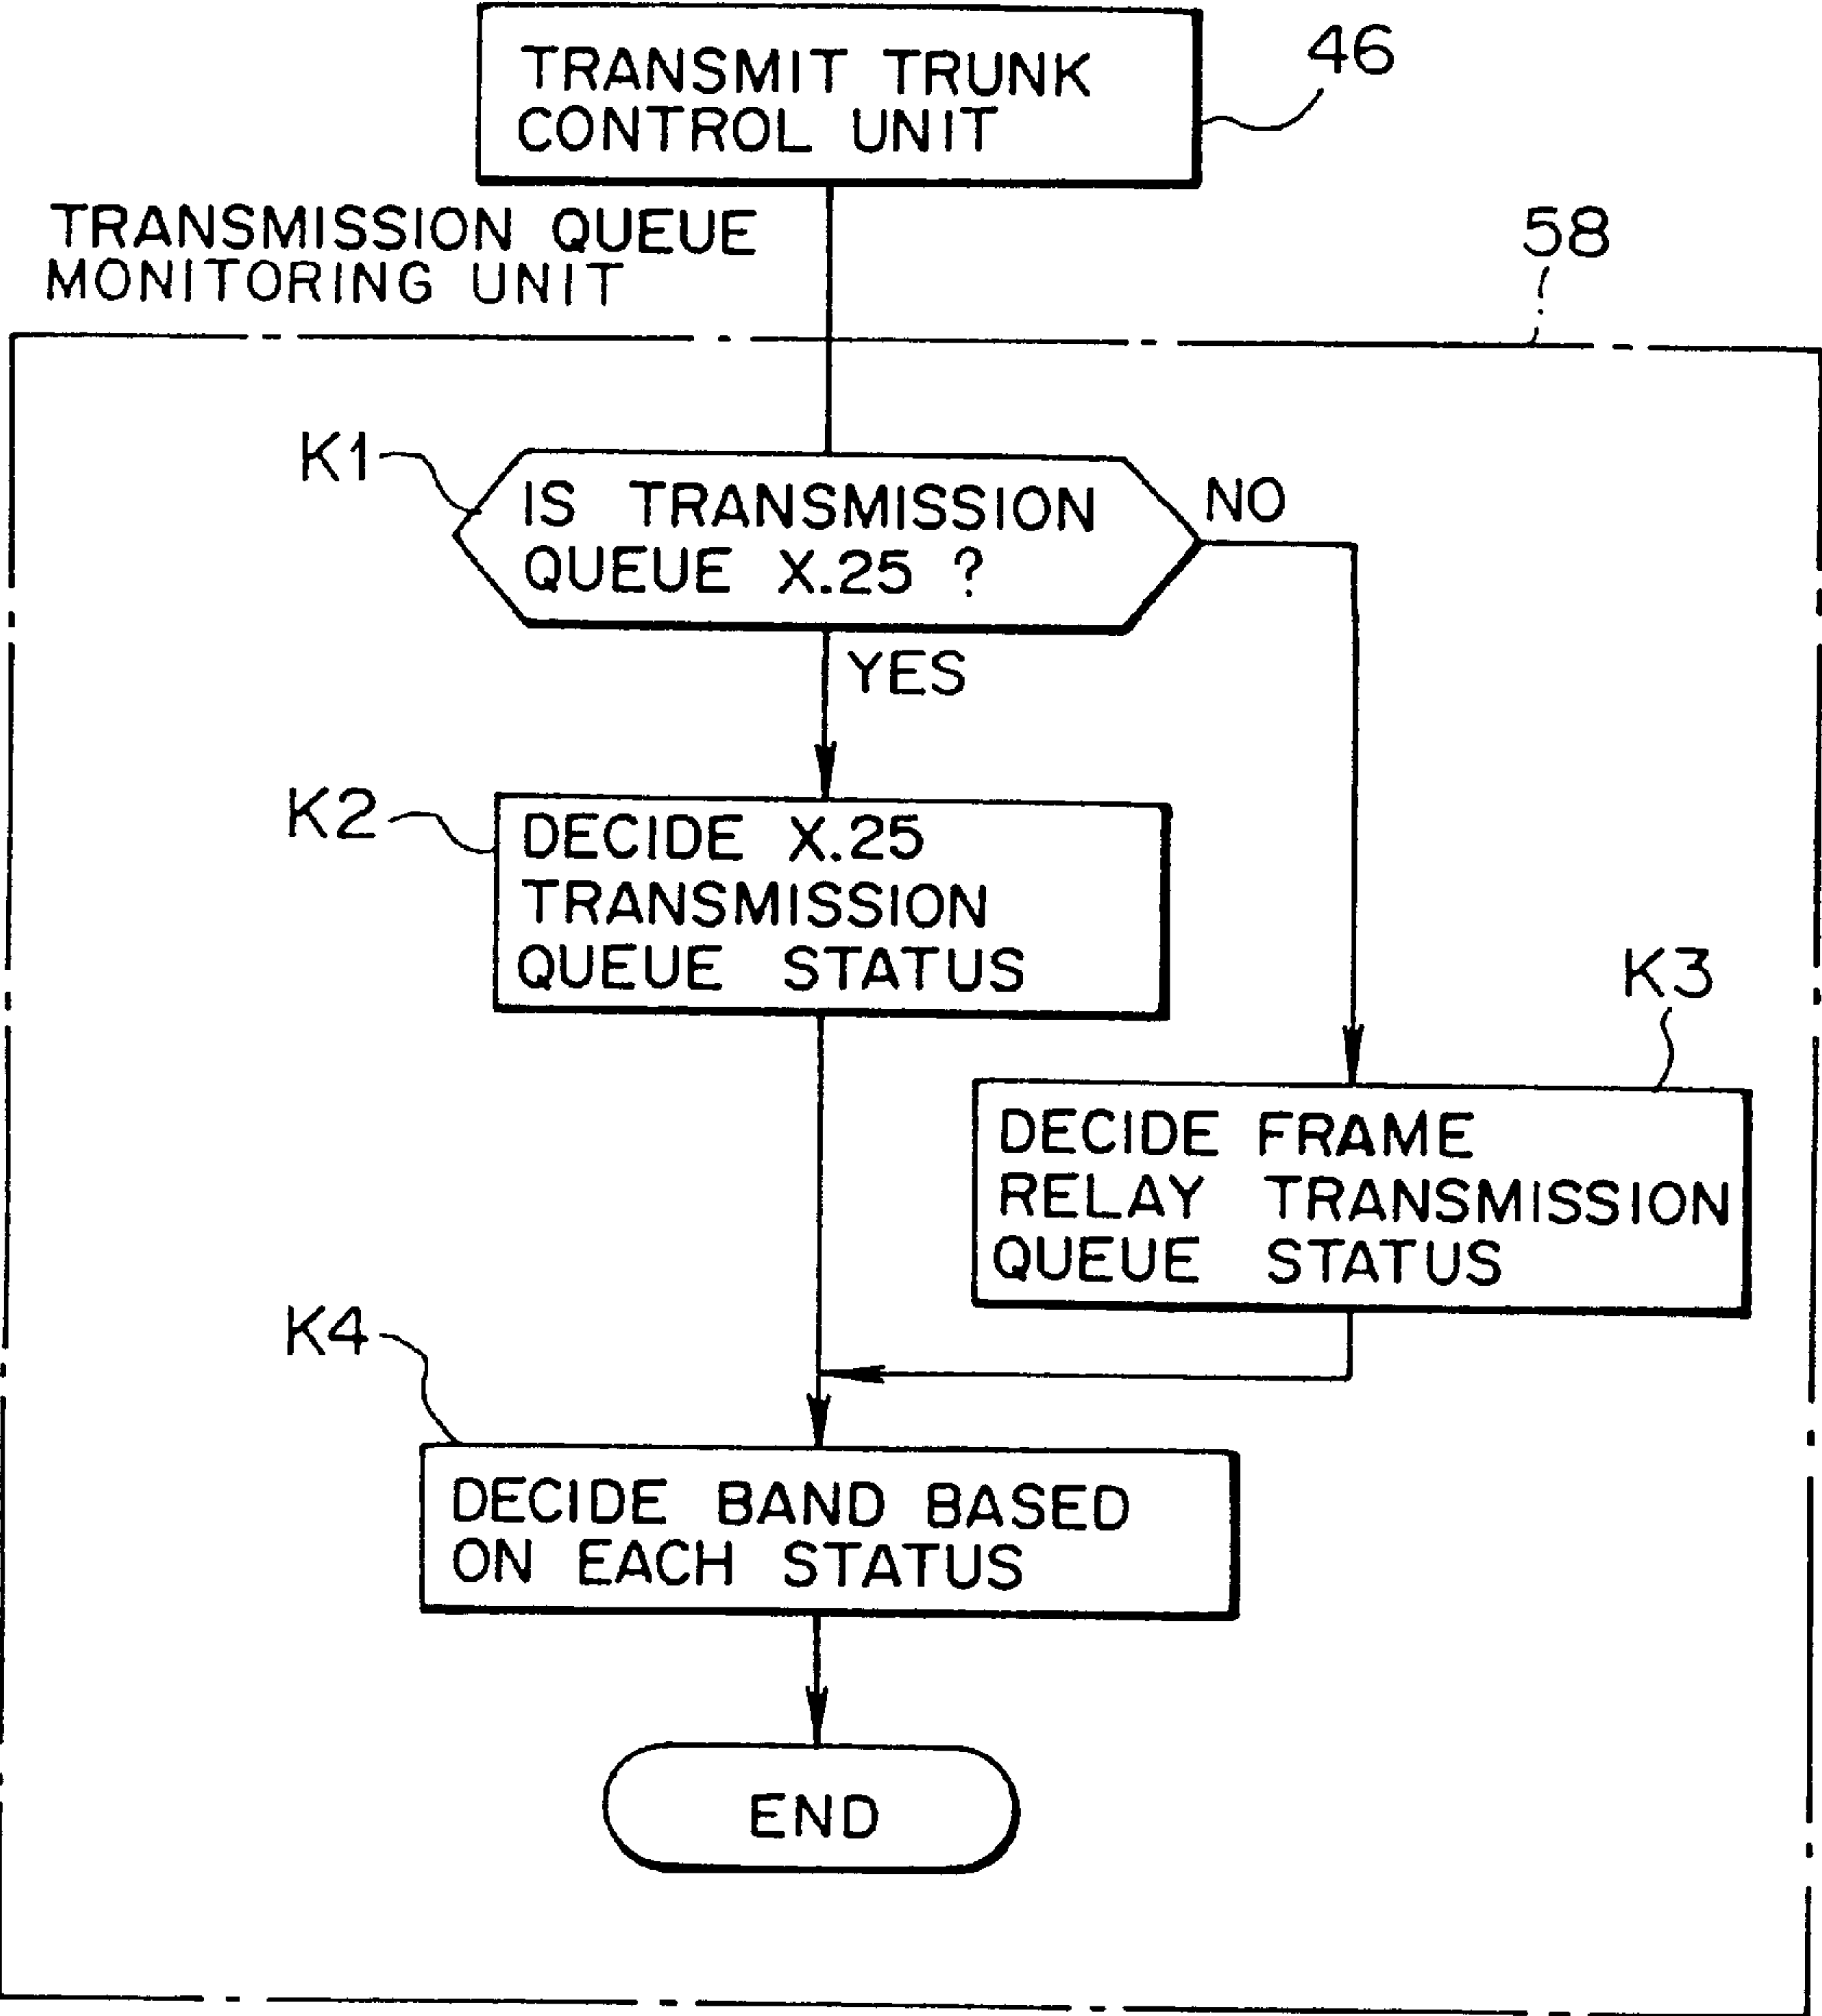 TRANSMIT TRUNK
CONTROL UNIT
46
TRANSMISSION QUEUE
MONITORING UNIT
58
K1
IS TRANSMISSION
QUEUE X.25 ?
NO
YES
K2
DECIDE X.25
TRANSMISSION
QUEUE STATUS
K3
DECIDE FRAME
RELAY TRANSMISSION
QUEUE STATUS
K4
DECIDE BAND BASED
ON EACH STATUS
END